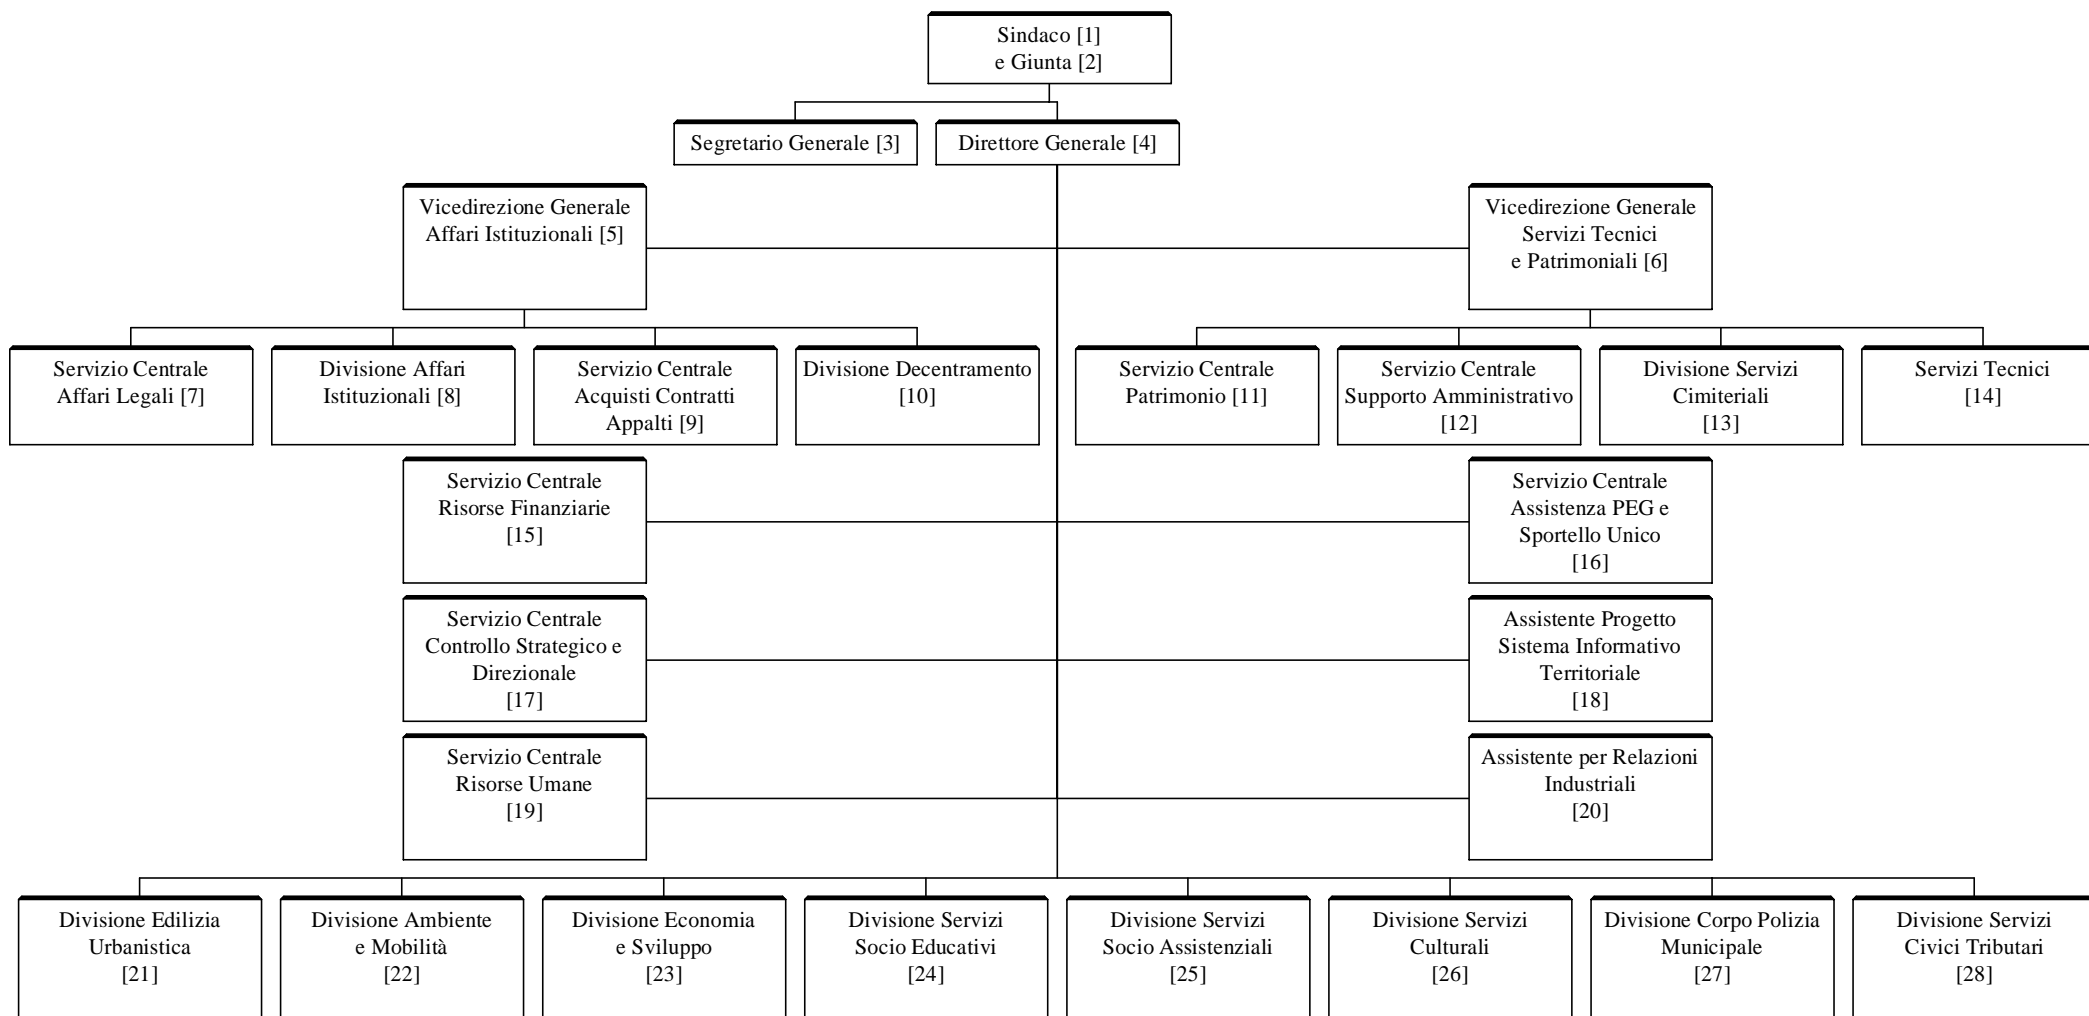 Sindaco [1]
e Giunta [2]
Segretario Generale [3]
Direttore Generale [4]
Vicedirezione Generale
Affari Istituzionali [5]
Vicedirezione Generale
Servizi Tecnici
e Patrimoniali [6]
Servizio Centrale
Affari Legali [7]
Divisione Affari
Istituzionali [8]
Servizio Centrale
Acquisti Contratti
Appalti [9]
Divisione Decentramento
[10]
Servizio Centrale
Patrimonio [11]
Servizio Centrale
Supporto Amministrativo
[12]
Divisione Servizi
Cimiteriali
[13]
Servizi Tecnici
[14]
Servizio Centrale
Risorse Finanziarie
[15]
Servizio Centrale
Assistenza PEG e
Sportello Unico
[16]
Servizio Centrale
Controllo Strategico e
Direzionale
[17]
Assistente Progetto
Sistema Informativo
Territoriale
[18]
Servizio Centrale
Risorse Umane
[19]
Assistente per Relazioni
Industriali
[20]
Divisione Edilizia
Urbanistica
[21]
Divisione Ambiente
e Mobilità
[22]
Divisione Economia
e Sviluppo
[23]
Divisione Servizi
Socio Educativi
[24]
Divisione Servizi
Socio Assistenziali
[25]
Divisione Servizi
Culturali
[26]
Divisione Corpo Polizia
Municipale
[27]
Divisione Servizi
Civici Tributari
[28]